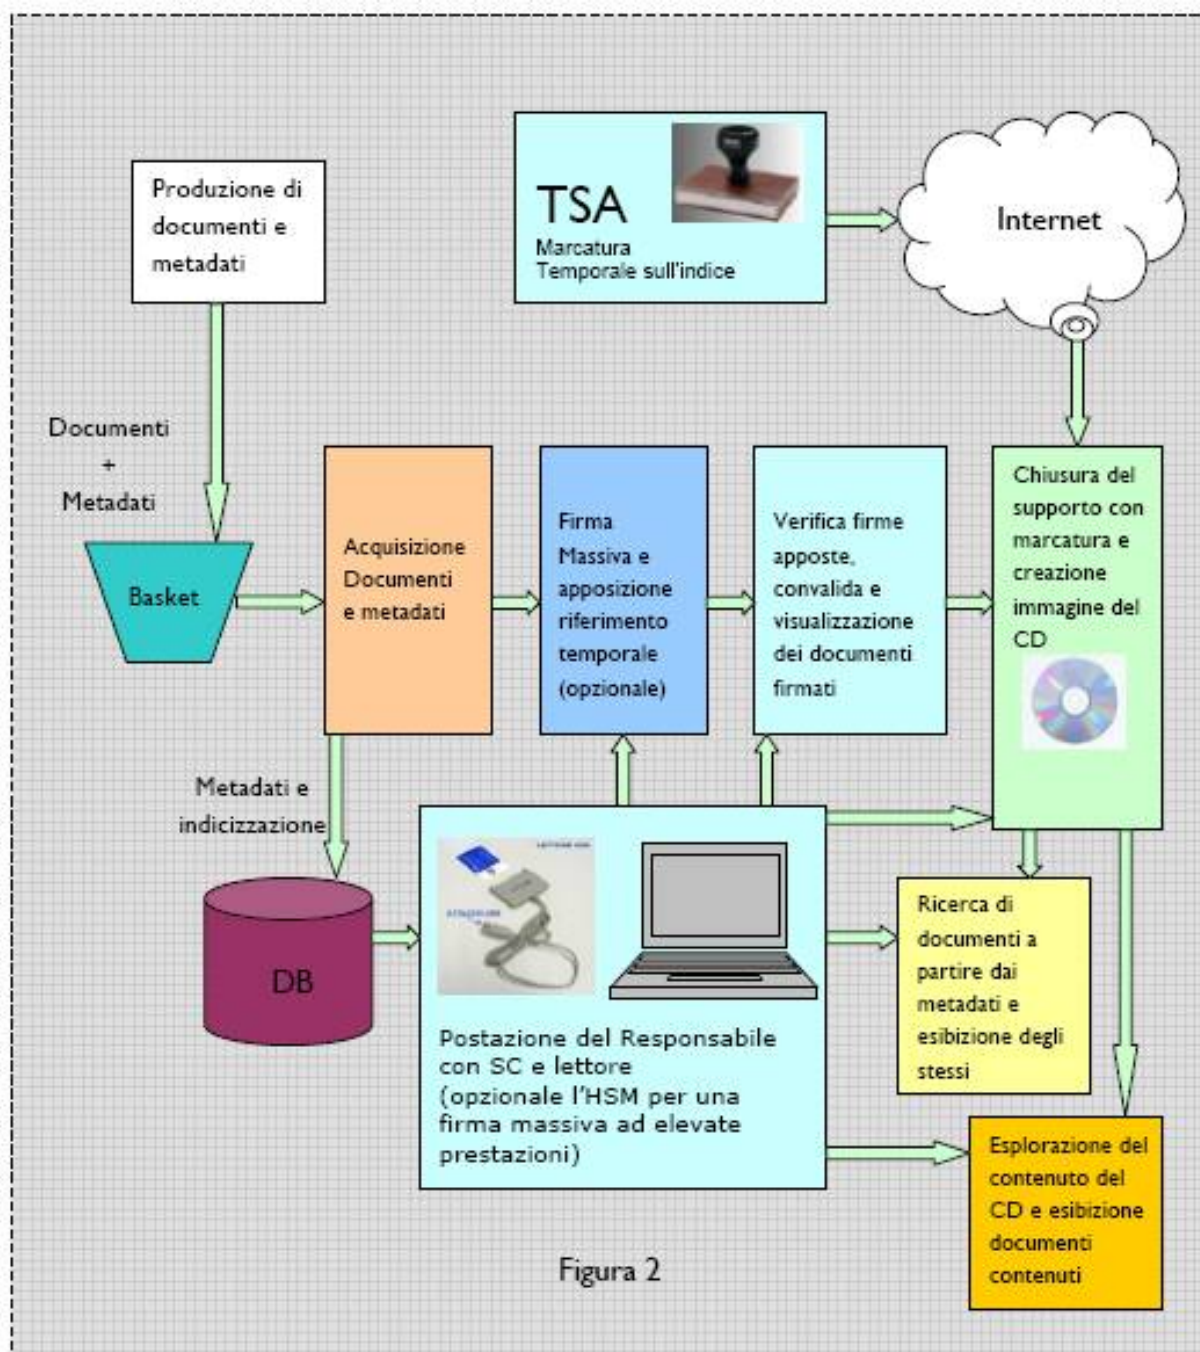 Produzione di
documenti e
metadati
TSA
Marcatura
Temporale sull'indice
Internet
Documenti
+
Metadati
Basket
Acquisizione
Documenti
e metadati
Firma
Massiva e
apposizione
riferimento
temporale
(opzionale)
Verifica firme
apposte,
convalida e
visualizzazione
dei documenti
firmati
Chiusura del
supporto con
marcatura e
creazione
immagine del
CD
Metadati e
indicizzazione
DB
Postazione del Responsabile
con SC e lettore
(opzionale l'HSM per una
firma massiva ad elevate
prestazioni)
Ricerca di
documenti a
partire dai
metadati e
esibizione degli
stessi
Esplorazione del
contenuto del
CD e esibizione
documenti
contenuti
Figura 2